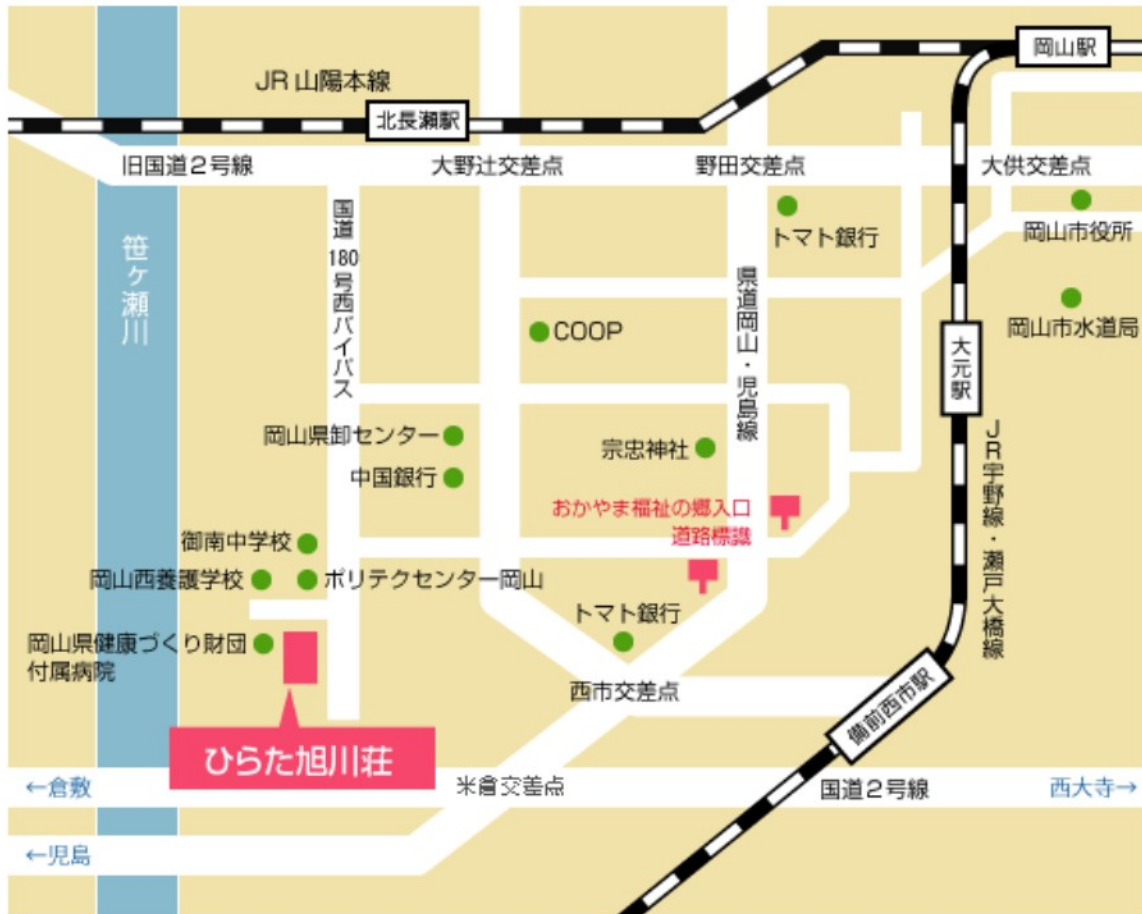 岡山駅
JR 山陽本線
北長瀬駅
旧国道2号線
大野辻交差点
野田交差点
大供交差点
国道180号西バイパス
トマト銀行
岡山市役所
笹ヶ瀬川
県道岡山・児島線
岡山市水道局
COOP
大元駅
岡山県卸センター
宗忠神社
JR宇野線・瀬戸大橋線
中国銀行
おかやま福祉の郷入口
道路標識
御南中学校
岡山西養護学校
ポリテクセンター岡山
トマト銀行
岡山県健康づくり財団
付属病院
西市交差点
備前西市駅
ひらた旭川荘
←倉敷
米倉交差点
国道2号線
西大寺→
←児島